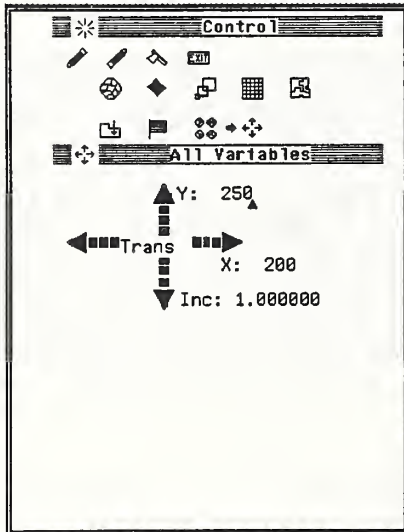 Control
EXIT
All Variables
Y: 250
Trans
X: 200
Inc: 1.000000